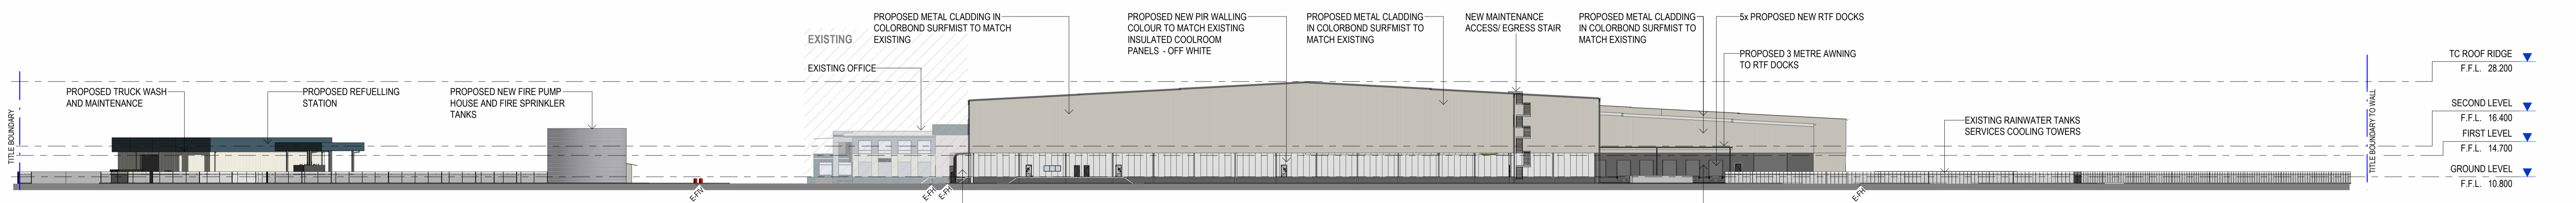 PROPOSED METAL CLADDING IN
COLORBOND SURFMIST TO MATCH
EXISTING
PROPOSED NEW PIR WALLING
COLOUR TO MATCH EXISTING
INSULATED COOLROOM
PANELS - OFF WHITE
PROPOSED METAL CLADDING
IN COLORBOND SURFMIST TO
MATCH EXISTING
NEW MAINTENANCE
ACCESS/ EGRESS STAIR
PROPOSED METAL CLADDING
IN COLORBOND SURFMIST TO
MATCH EXISTING
5x PROPOSED NEW RTF DOCKS
PROPOSED 3 METRE AWNING
TO RTF DOCKS
EXISTING
EXISTING OFFICE
TC ROOF RIDGE
F.F.L. 28.200
PROPOSED TRUCK WASH
AND MAINTENANCE
PROPOSED REFUELLING
STATION
PROPOSED NEW FIRE PUMP
HOUSE AND FIRE SPRINKLER
TANKS
SECOND LEVEL
F.F.L. 16.400
EXISTING RAINWATER TANKS
SERVICES COOLING TOWERS
FIRST LEVEL
F.F.L. 14.700
GROUND LEVEL
F.F.L. 10.800
TITLE BOUNDARY
TITLE BOUNDARY TO WALL
E-FIV
E-FH
E-FH
E-FH